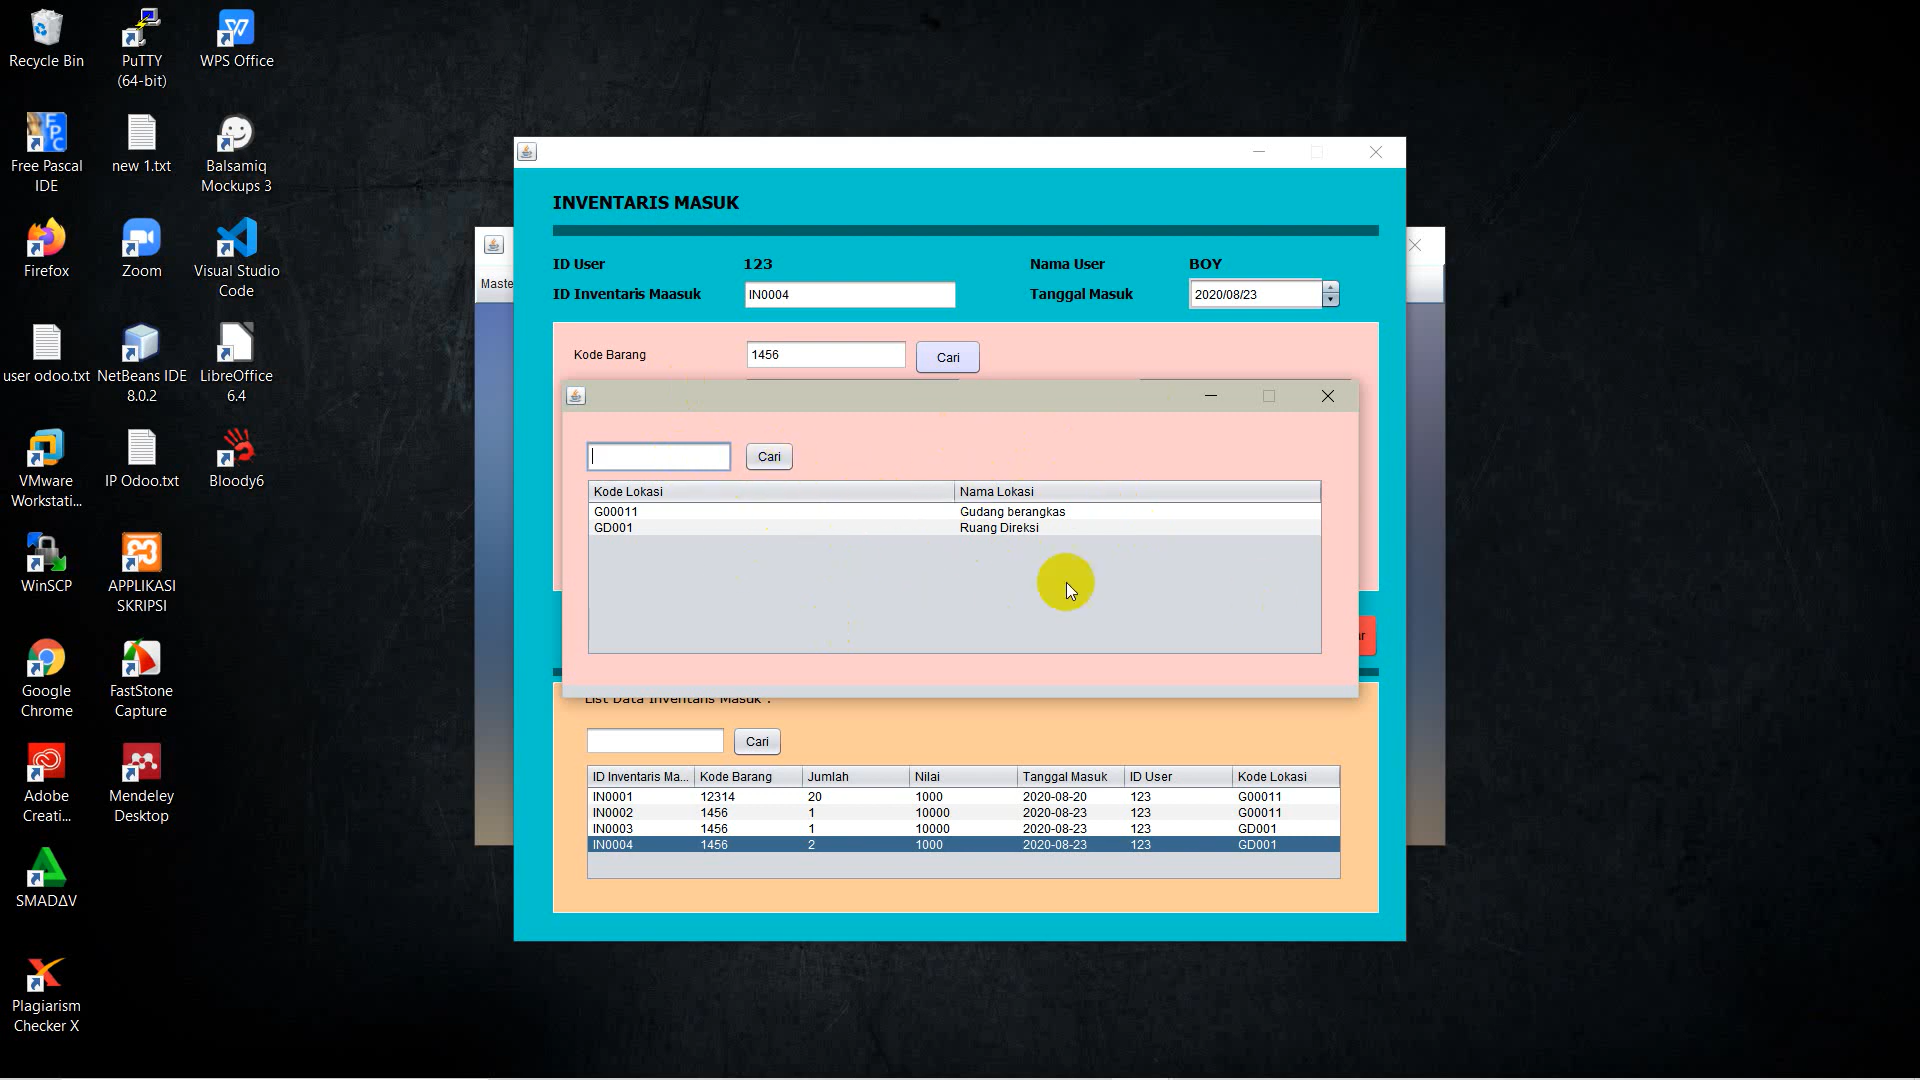 Recycle Bin
PuTTY
(64-bit)
WPS Office
Free Pascal
IDE
new 1.txt
Balsamiq
Mockups 3
Firefox
Zoom
Visual Studio
Code
user odoo.txt
NetBeans IDE
8.0.2
LibreOffice
6.4
VMware
Workstati...
IP Odoo.txt
Bloody6
WinSCP
APPLIKASI
SKRIPSI
Google
Chrome
FastStone
Capture
Adobe
Creati...
Mendeley
Desktop
SMADΔV
Plagiarism
Checker X
Maste
INVENTARIS MASUK
ID User 123 Nama User BOY
ID Inventaris Maasuk IN0004 Tanggal Masuk 2020/08/23
Kode Barang 1456 Cari
Cari
Kode Lokasi Nama Lokasi
G00011 Gudang berangkas
GD001 Ruang Direksi
List Data Inventaris Masuk :
Cari
ID Inventaris Ma... Kode Barang Jumlah Nilai Tanggal Masuk ID User Kode Lokasi
IN0001 12314 20 1000 2020-08-20 123 G00011
IN0002 1456 1 10000 2020-08-23 123 G00011
IN0003 1456 1 10000 2020-08-23 123 GD001
IN0004 1456 2 1000 2020-08-23 123 GD001